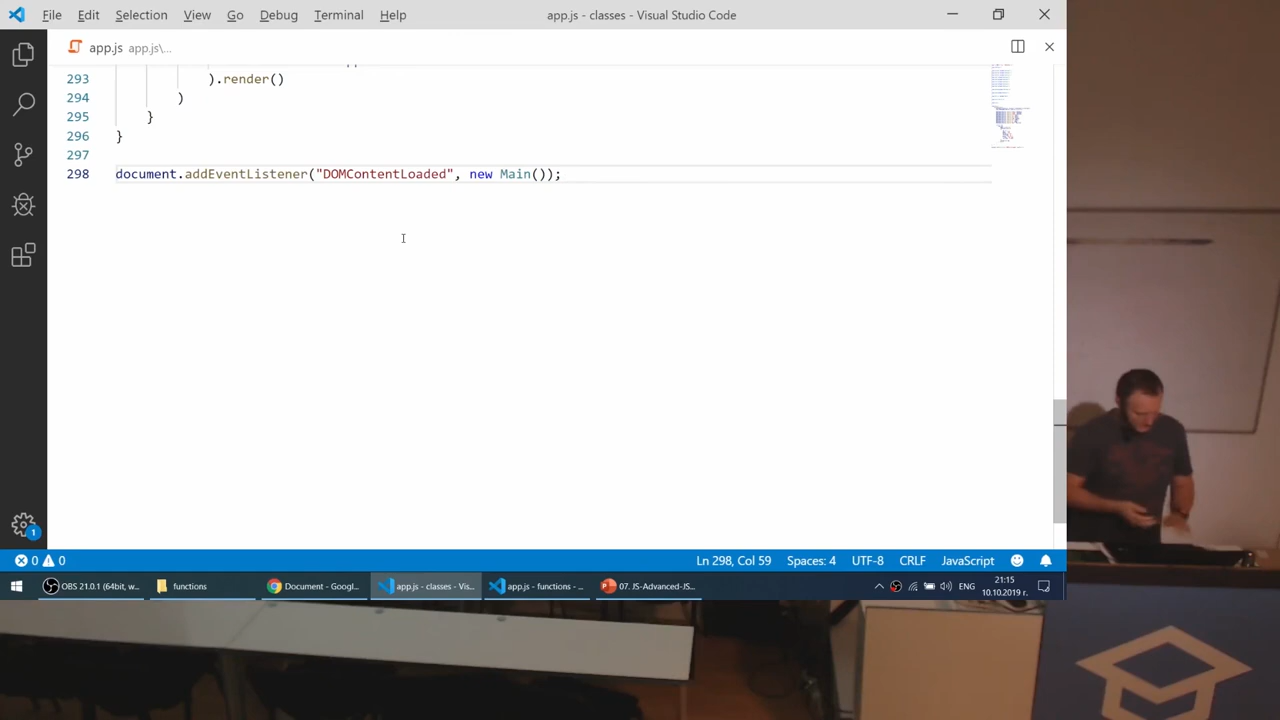 File Edit Selection View Go Debug Terminal Help app.js - classes - Visual Studio Code
app.js app.js\...
293 ).render()
294 )
295 }
296 }
297
298 document.addEventListener("DOMContentLoaded", new Main());
1
0 0 Ln 298, Col 59 Spaces: 4 UTF-8 CRLF JavaScript
OBS 21.0.1 (64bit, w... functions Document - Googl... app.js - classes - Vis... app.js - functions - ... 07. JS-Advanced-JS... ЕНГ 21:15
10.10.2019 г.